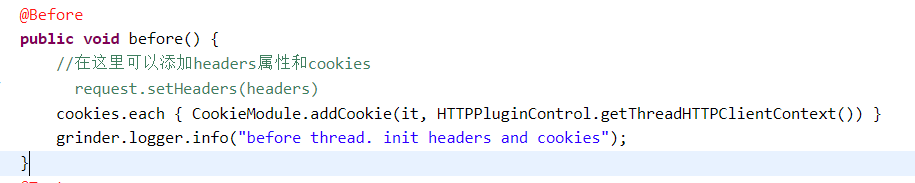 @Before
public void before() {
//在这里可以添加headers属性和cookies
request.setHeaders(headers)
cookies.each { CookieModule.addCookie(it, HTTPPluginControl.getThreadHTTPClientContext()) }
grinder.logger.info("before thread. init headers and cookies");
}